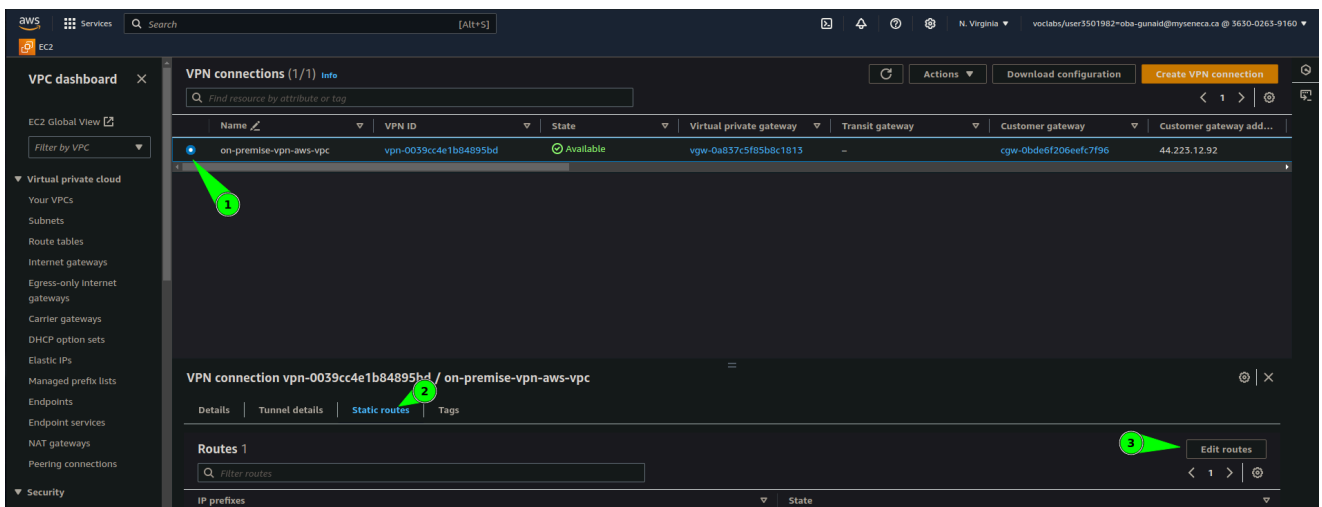 aws Services Search [Alt+S] N. Virginia ▼ voclabs/user3501982=oba-gunaid@myseneca.ca @ 3630-0263-9160 ▼
EC2
VPC dashboard
EC2 Global View
Filter by VPC
Virtual private cloud
Your VPCs
Subnets
Route tables
Internet gateways
Egress-only internet
gateways
Carrier gateways
DHCP option sets
Elastic IPs
Managed prefix lists
Endpoints
Endpoint services
NAT gateways
Peering connections
Security
VPN connections (1/1) Info
Actions ▼ Download configuration Create VPN connection
Find resource by attribute or tag
1
Name VPN ID State Virtual private gateway Transit gateway Customer gateway Customer gateway add...
on-premise-vpn-aws-vpc vpn-0039cc4e1b84895bd Available vgw-0a837c5f85b8c1813 – cgw-0bde6f206eefc7f96 44.223.12.92
1
VPN connection vpn-0039cc4e1b84895bd / on-premise-vpn-aws-vpc
2
Details Tunnel details Static routes Tags
Routes 1
3
Edit routes
Filter routes
1
IP prefixes State